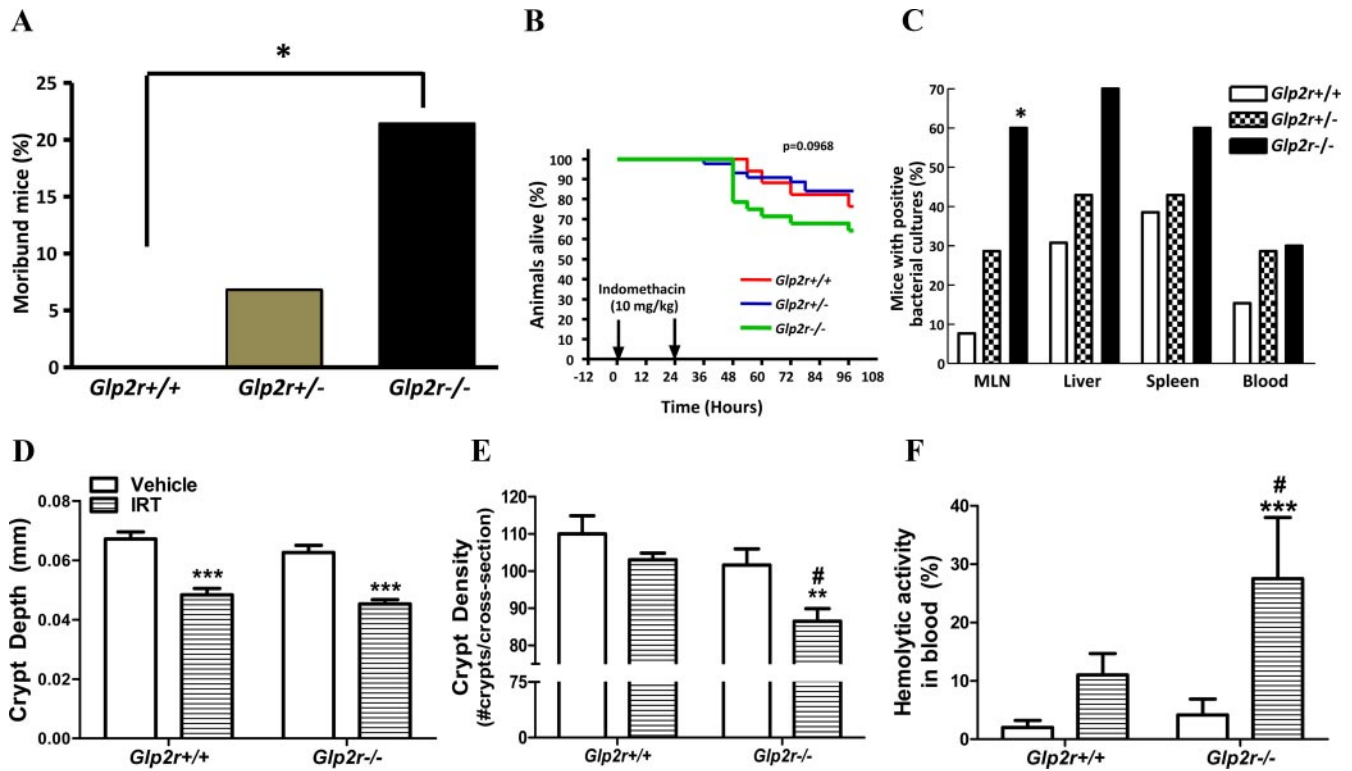 A
*
Moribund mice (%)
25
20
15
10
5
0
Glp2r+/+
Glp2r+/-
Glp2r-/-
B
p=0.0968
Animals alive (%)
100
90
80
70
60
50
40
30
20
10
0
Indomethacin
(10 mg/kg)
Glp2r+/+
Glp2r+/-
Glp2r-/-
-12 0 12 24 36 48 60 72 84 96 108
Time (Hours)
C
Mice with positive
bacterial cultures (%)
70
60
50
40
30
20
10
0
*
Glp2r+/+
Glp2r+/-
Glp2r-/-
MLN Liver Spleen Blood
D
Vehicle
IRT
Crypt Depth (mm)
0.08
0.06
0.04
0.02
0.00
***
***
Glp2r+/+
Glp2r-/-
E
Crypt Density
(#crypts/cross-section)
120
110
100
90
80
75
0
#
**
Glp2r+/+
Glp2r-/-
F
Hemolytic activity
in blood (%)
40
30
20
10
0
#
***
Glp2r+/+
Glp2r-/-